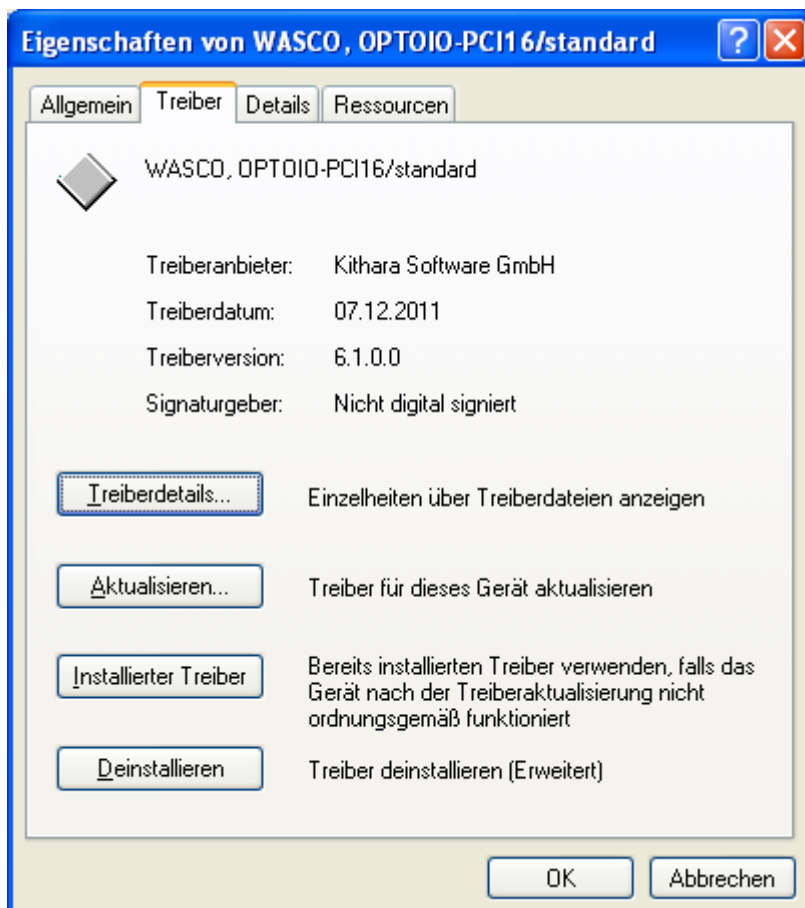 Eigenschaften von WASCO, OPTOIO-PCI16/standard
Allgemein Treiber Details Ressourcen
WASCO, OPTOIO-PCI16/standard
Treiberanbieter: Kithara Software GmbH
Treiberdatum: 07.12.2011
Treiberversion: 6.1.0.0
Signaturgeber: Nicht digital signiert
Treiberdetails... Einzelheiten über Treiberdateien anzeigen
Aktualisieren... Treiber für dieses Gerät aktualisieren
Installierter Treiber Bereits installierten Treiber verwenden, falls das
Gerät nach der Treiberaktualisierung nicht
ordnungsgemäß funktioniert
Deinstallieren Treiber deinstallieren (Erweitert)
OK Abbrechen